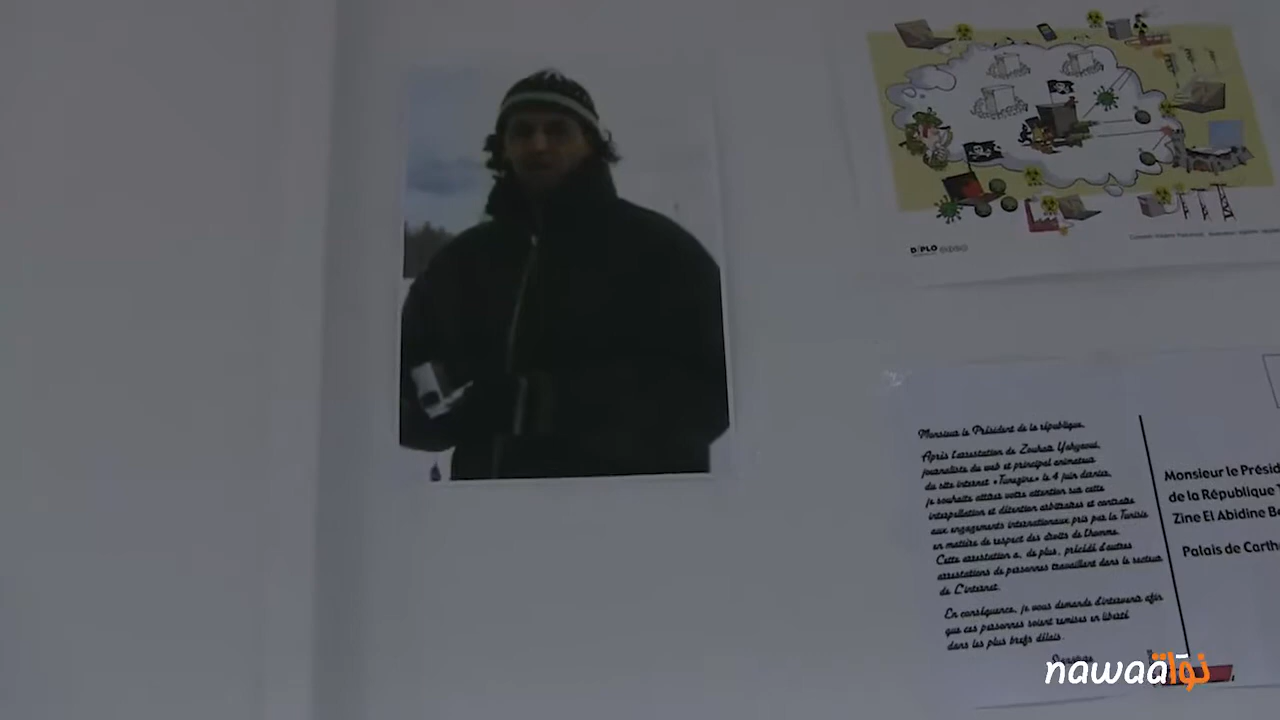 DiPLO
Monsieur le Président de la république,
Après l'arrestation de Zouhair Yahyaoui,
journaliste du web et principal animateur
du site internet « Tunezine » le 4 juin dernier,
je souhaite attirer votre attention sur cette
interpellation et détention arbitraires et contraire
aux engagements internationaux pris par la Tunisie
en matière de respect des droits de l'homme.
Cette arrestation a, de plus, précédé d'autres
arrestations de personnes travaillant dans le secteur
de L'internet.
En conséquence, je vous demande d'intervenir afin
que ces personnes soient remises en liberté
dans les plus brefs délais.
Monsieur le Présid
de la République T
Zine El Abidine Be
Palais de Carth
nawaa نواة